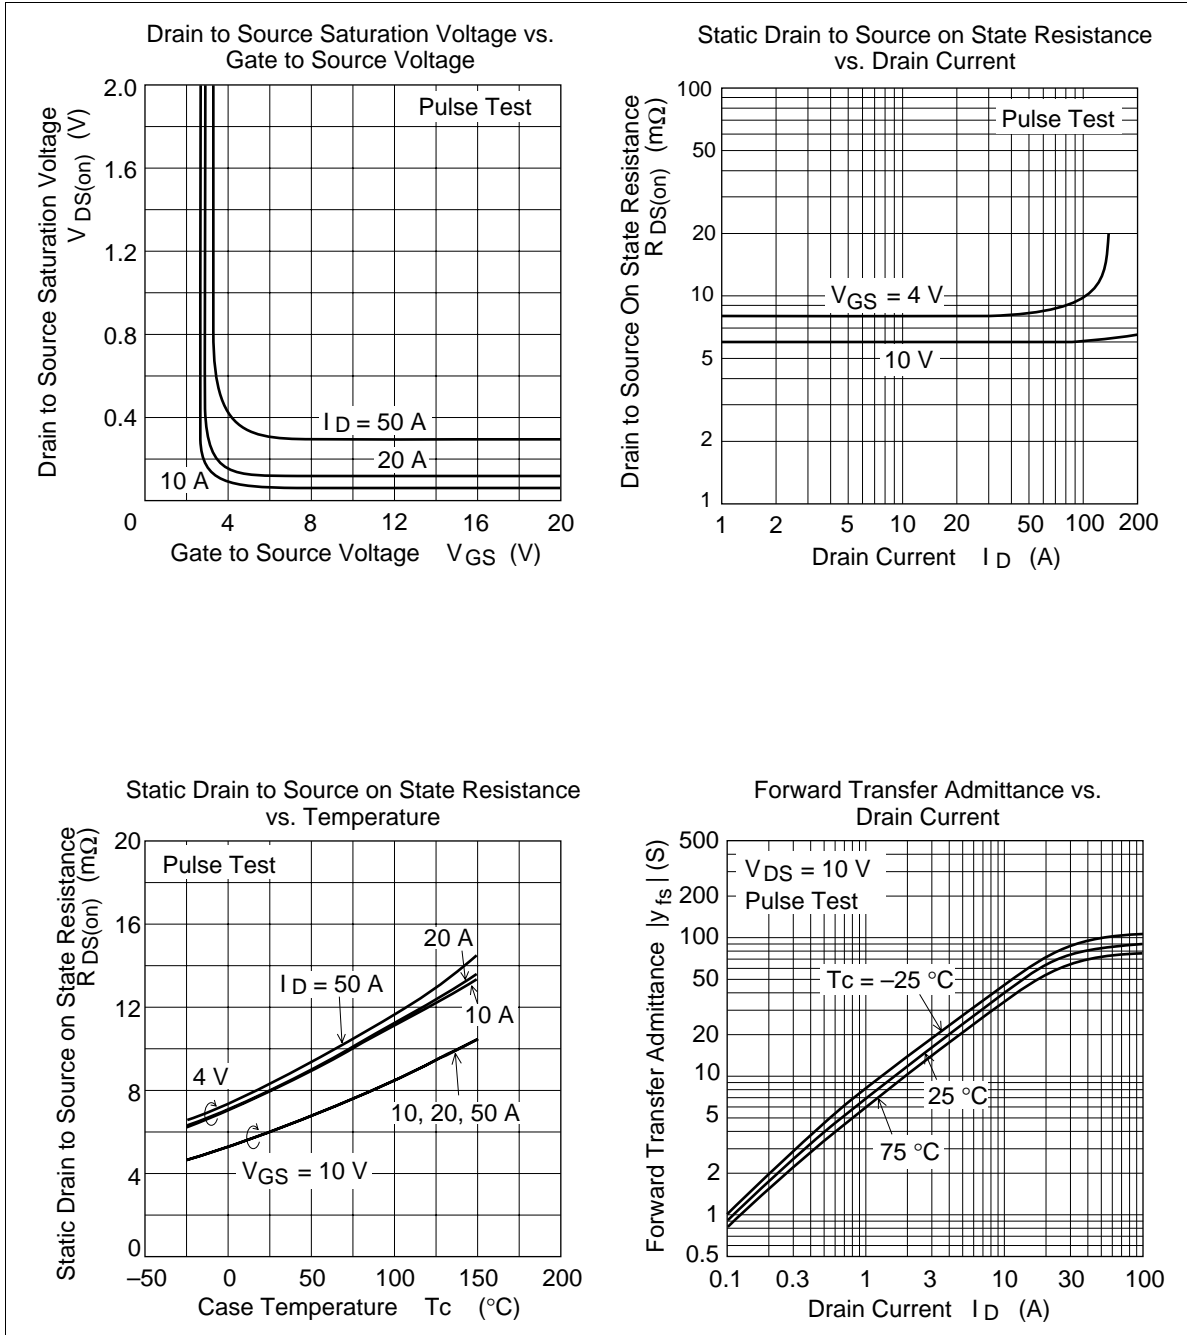 Drain to Source Saturation Voltage vs.
Gate to Source Voltage
Drain to Source Saturation Voltage
V DS(on) (V)
2.0
1.6
1.2
0.8
0.4
0
Pulse Test
I D = 50 A
20 A
10 A
4
8
12
16
20
Gate to Source Voltage V GS (V)
Static Drain to Source on State Resistance
vs. Drain Current
Drain to Source On State Resistance
R DS(on) (mΩ)
100
50
20
10
5
2
1
Pulse Test
V GS = 4 V
10 V
1
2
5
10
20
50
100
200
Drain Current I D (A)
Static Drain to Source on State Resistance
vs. Temperature
Static Drain to Source on State Resistance
R DS(on) (mΩ)
20
16
12
8
4
0
Pulse Test
20 A
I D = 50 A
10 A
4 V
10, 20, 50 A
V GS = 10 V
–50
0
50
100
150
200
Case Temperature Tc (°C)
Forward Transfer Admittance vs.
Drain Current
Forward Transfer Admittance |y fs | (S)
500
200
100
50
20
10
5
2
1
0.5
V DS = 10 V
Pulse Test
Tc = –25 °C
25 °C
75 °C
0.1
0.3
1
3
10
30
100
Drain Current I D (A)